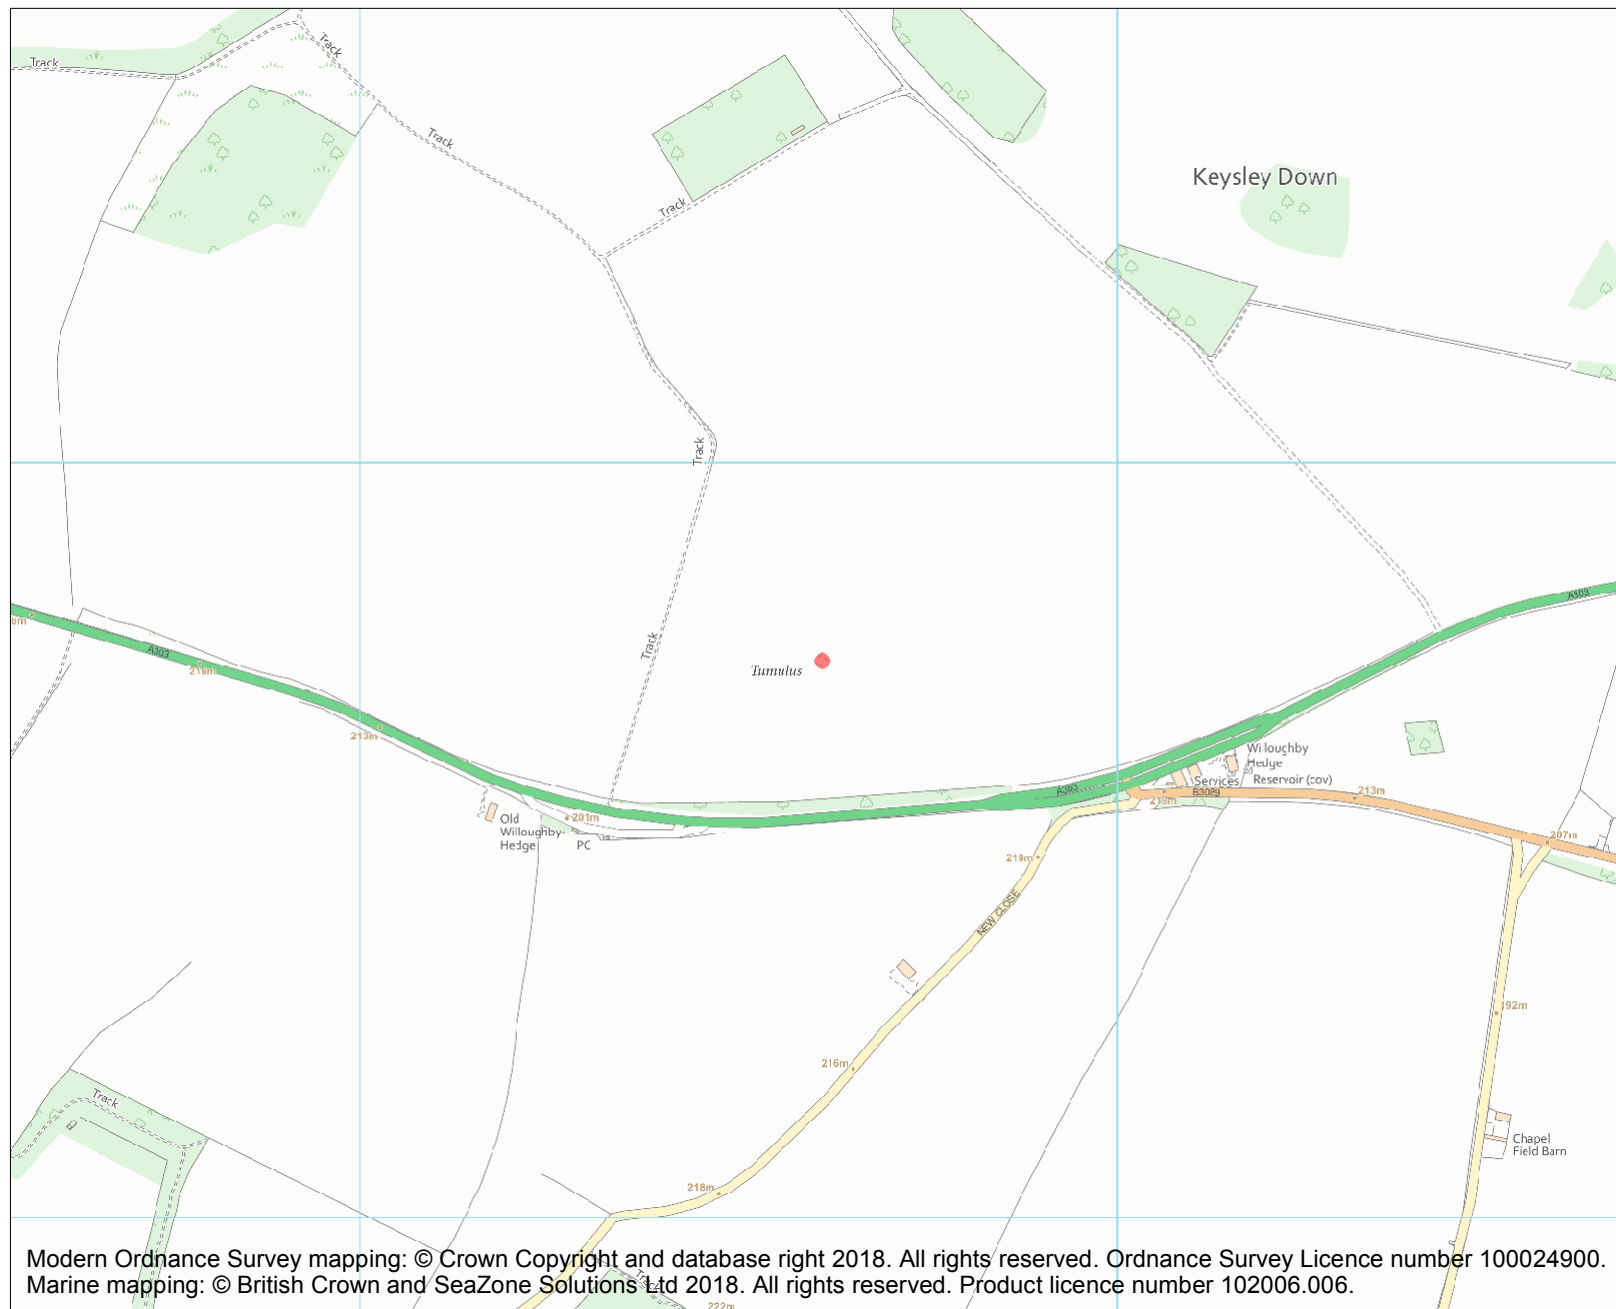 Track
Track
Track
Track
Keysley Down
Track
Track
Tumulus
A303
A303
216m
213m
Old
Willoughby
Hedge
201m
PC
A303
Willoughby
Hedge
Services
Reservoir (cov)
B3089
213m
207m
NEW CLOSE
192m
216m
Track
Chapel
Field Barn
218m
Track
222m
Modern Ordnance Survey mapping: © Crown Copyright and database right 2018. All rights reserved. Ordnance Survey Licence number 100024900.
Marine mapping: © British Crown and SeaZone Solutions Ltd 2018. All rights reserved. Product licence number 102006.006.